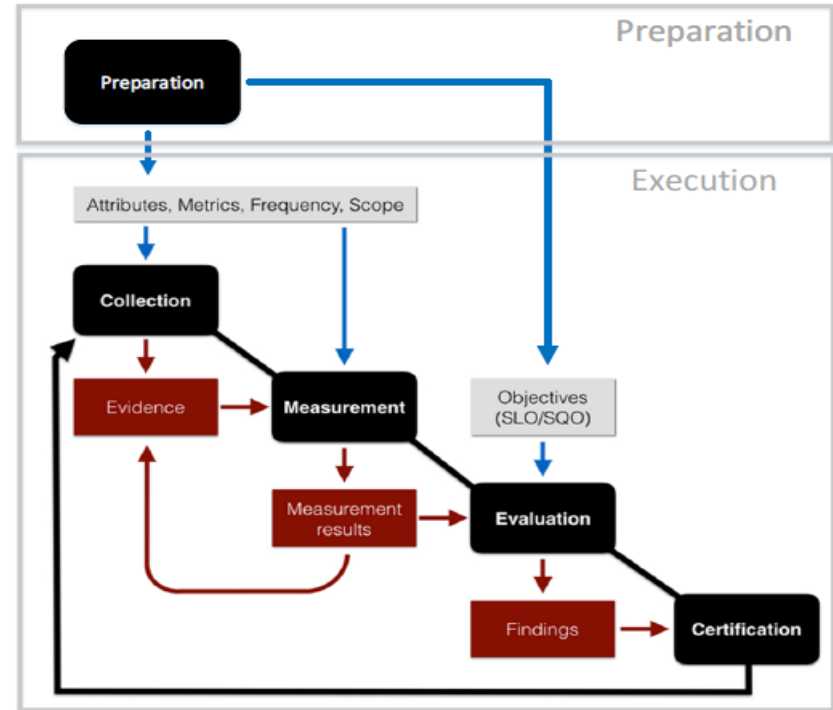 Preparation
Preparation
Execution
Attributes, Metrics, Frequency, Scope
Collection
Evidence
Measurement
Objectives
(SLO/SQO)
Measurement
results
Evaluation
Findings
Certification